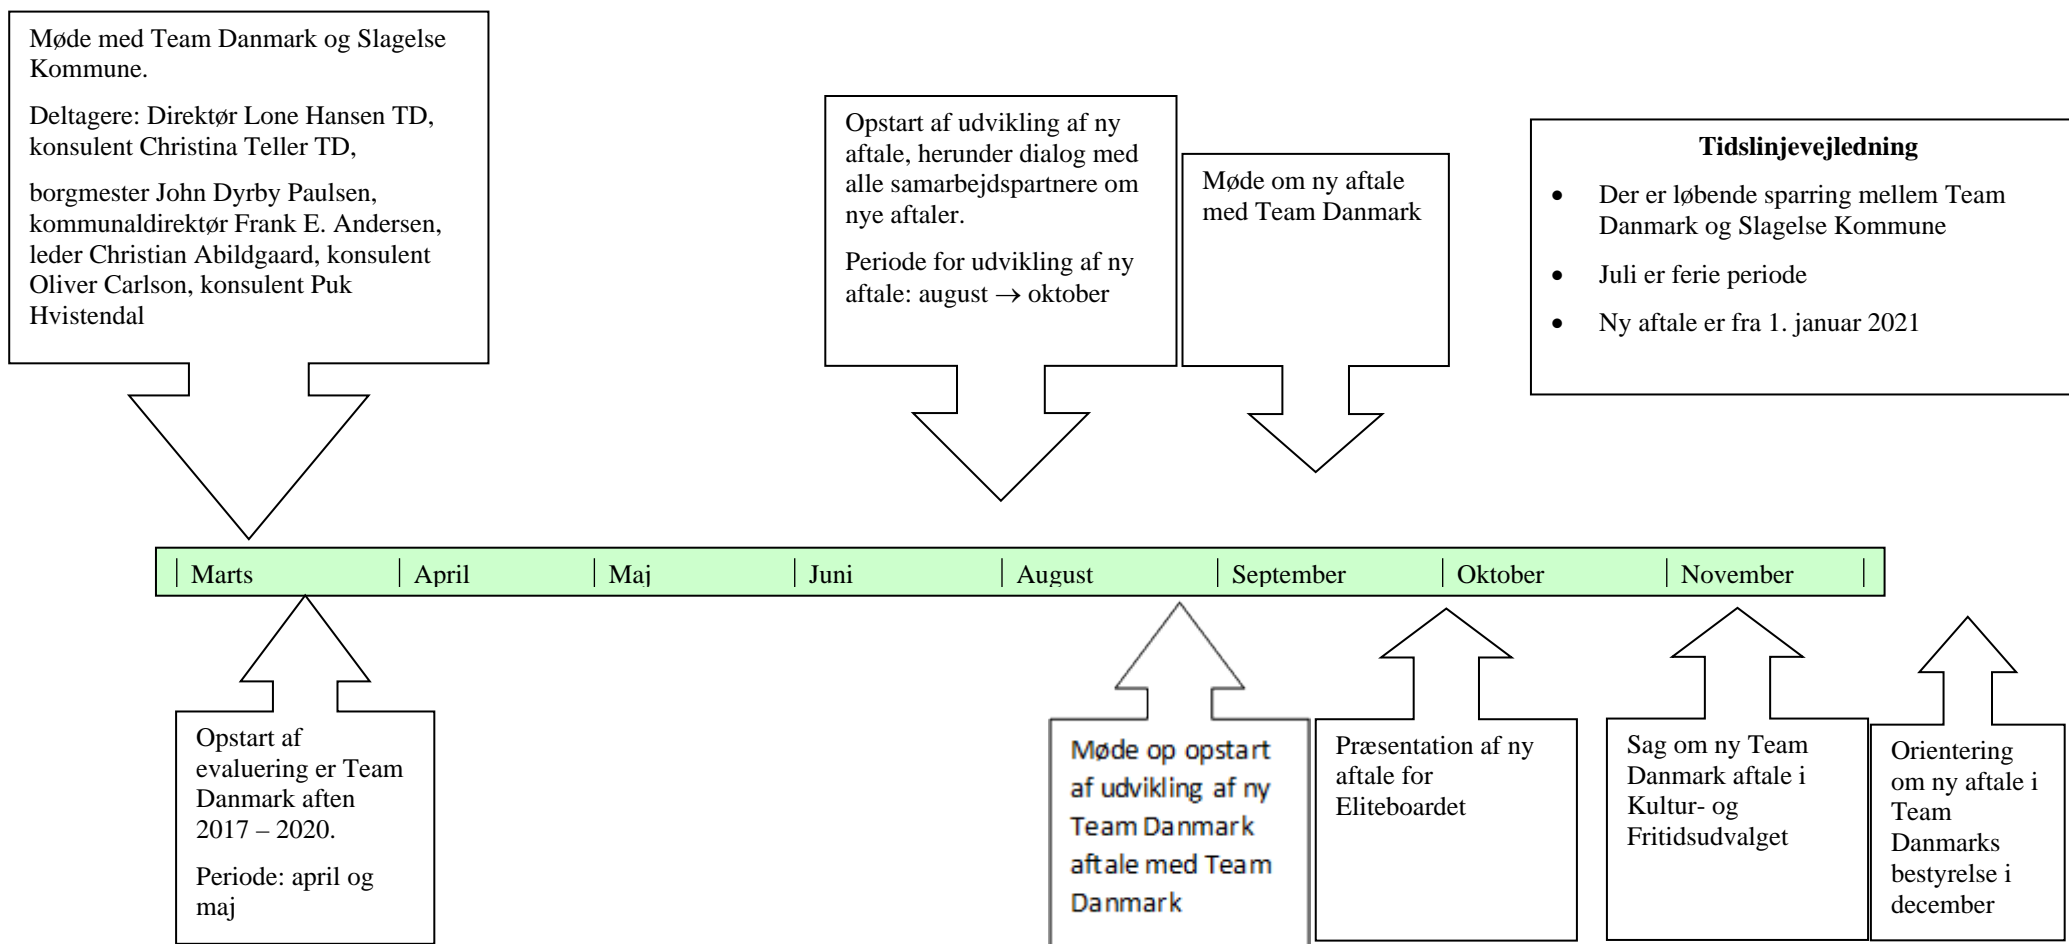 Møde med Team Danmark og Slagelse
Kommune.
Deltagere: Direktør Lone Hansen TD,
konsulent Christina Teller TD,
borgmester John Dyrby Paulsen,
kommunaldirektør Frank E. Andersen,
leder Christian Abildgaard, konsulent
Oliver Carlson, konsulent Puk
Hvistendal
Opstart af udvikling af ny
aftale, herunder dialog med
alle samarbejdspartnere om
nye aftaler.
Periode for udvikling af ny
aftale: august → oktober
Møde om ny aftale
med Team Danmark
Tidslinjevejledning
• Der er løbende sparring mellem Team
Danmark og Slagelse Kommune
• Juli er ferie periode
• Ny aftale er fra 1. januar 2021
| Marts | April | Maj | Juni | August | September | Oktober | November |
Opstart af
evaluering er Team
Danmark aften
2017 – 2020.
Periode: april og
maj
Møde op opstart
af udvikling af ny
Team Danmark
aftale med Team
Danmark
Præsentation af ny
aftale for
Eliteboardet
Sag om ny Team
Danmark aftale i
Kultur- og
Fritidsudvalget
Orientering
om ny aftale i
Team
Danmarks
bestyrelse i
december